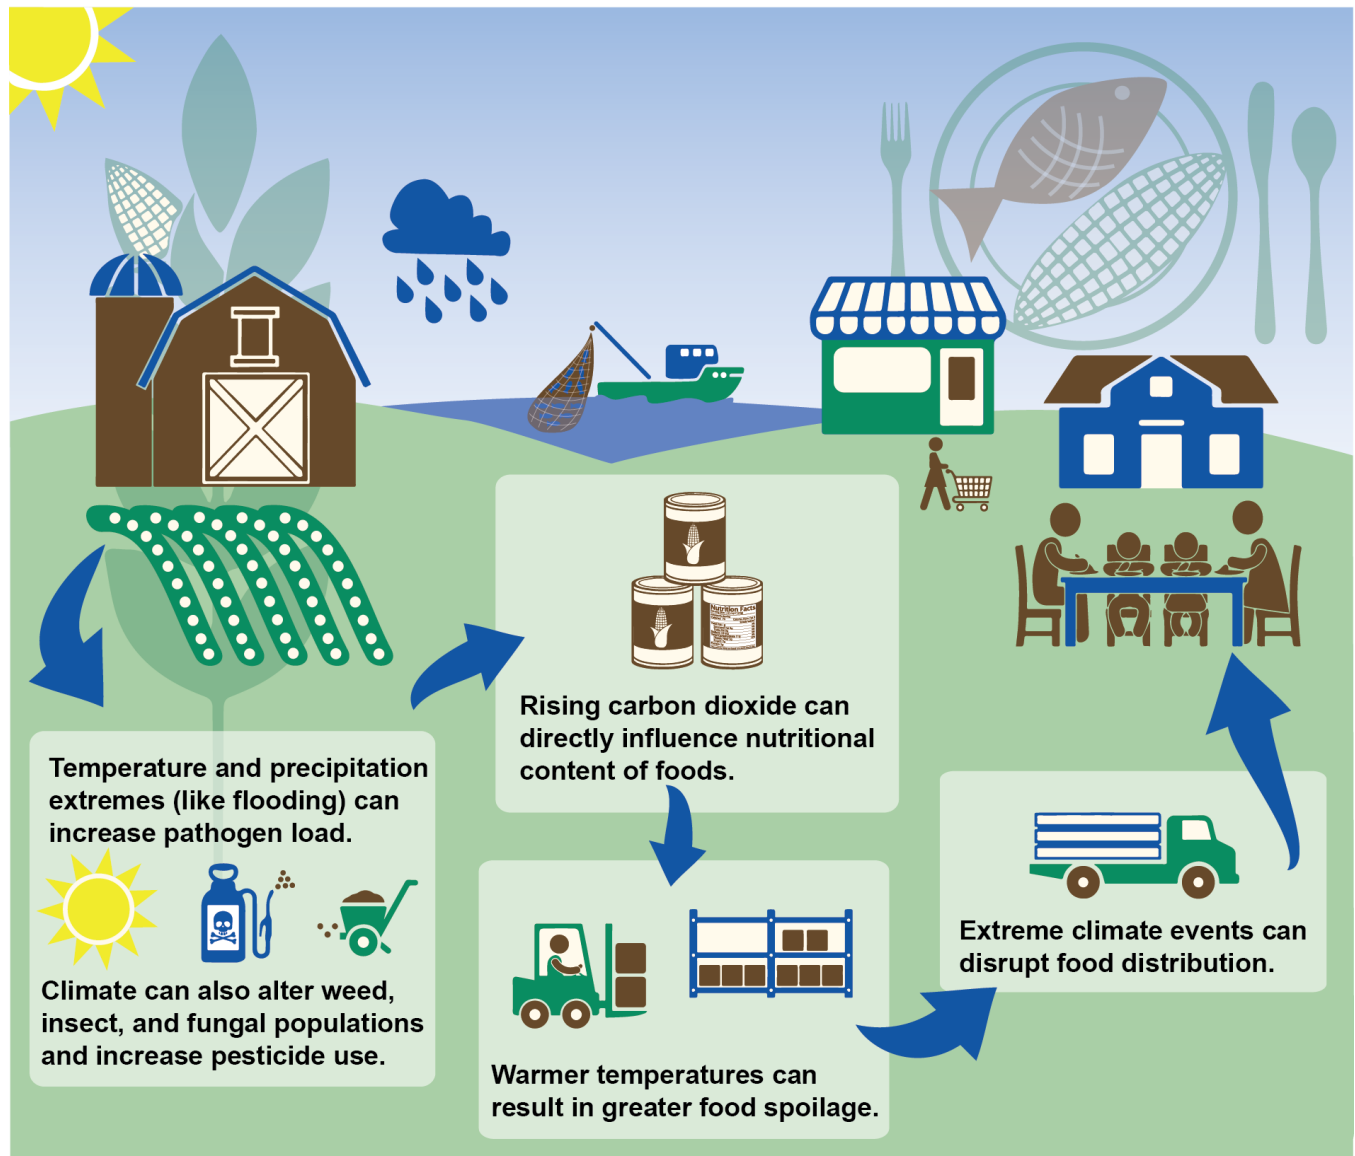 Nutrition Facts
Rising carbon dioxide can
directly influence nutritional
content of foods.
Temperature and precipitation
extremes (like flooding) can
increase pathogen load.
Climate can also alter weed,
insect, and fungal populations
and increase pesticide use.
Warmer temperatures can
result in greater food spoilage.
Extreme climate events can
disrupt food distribution.